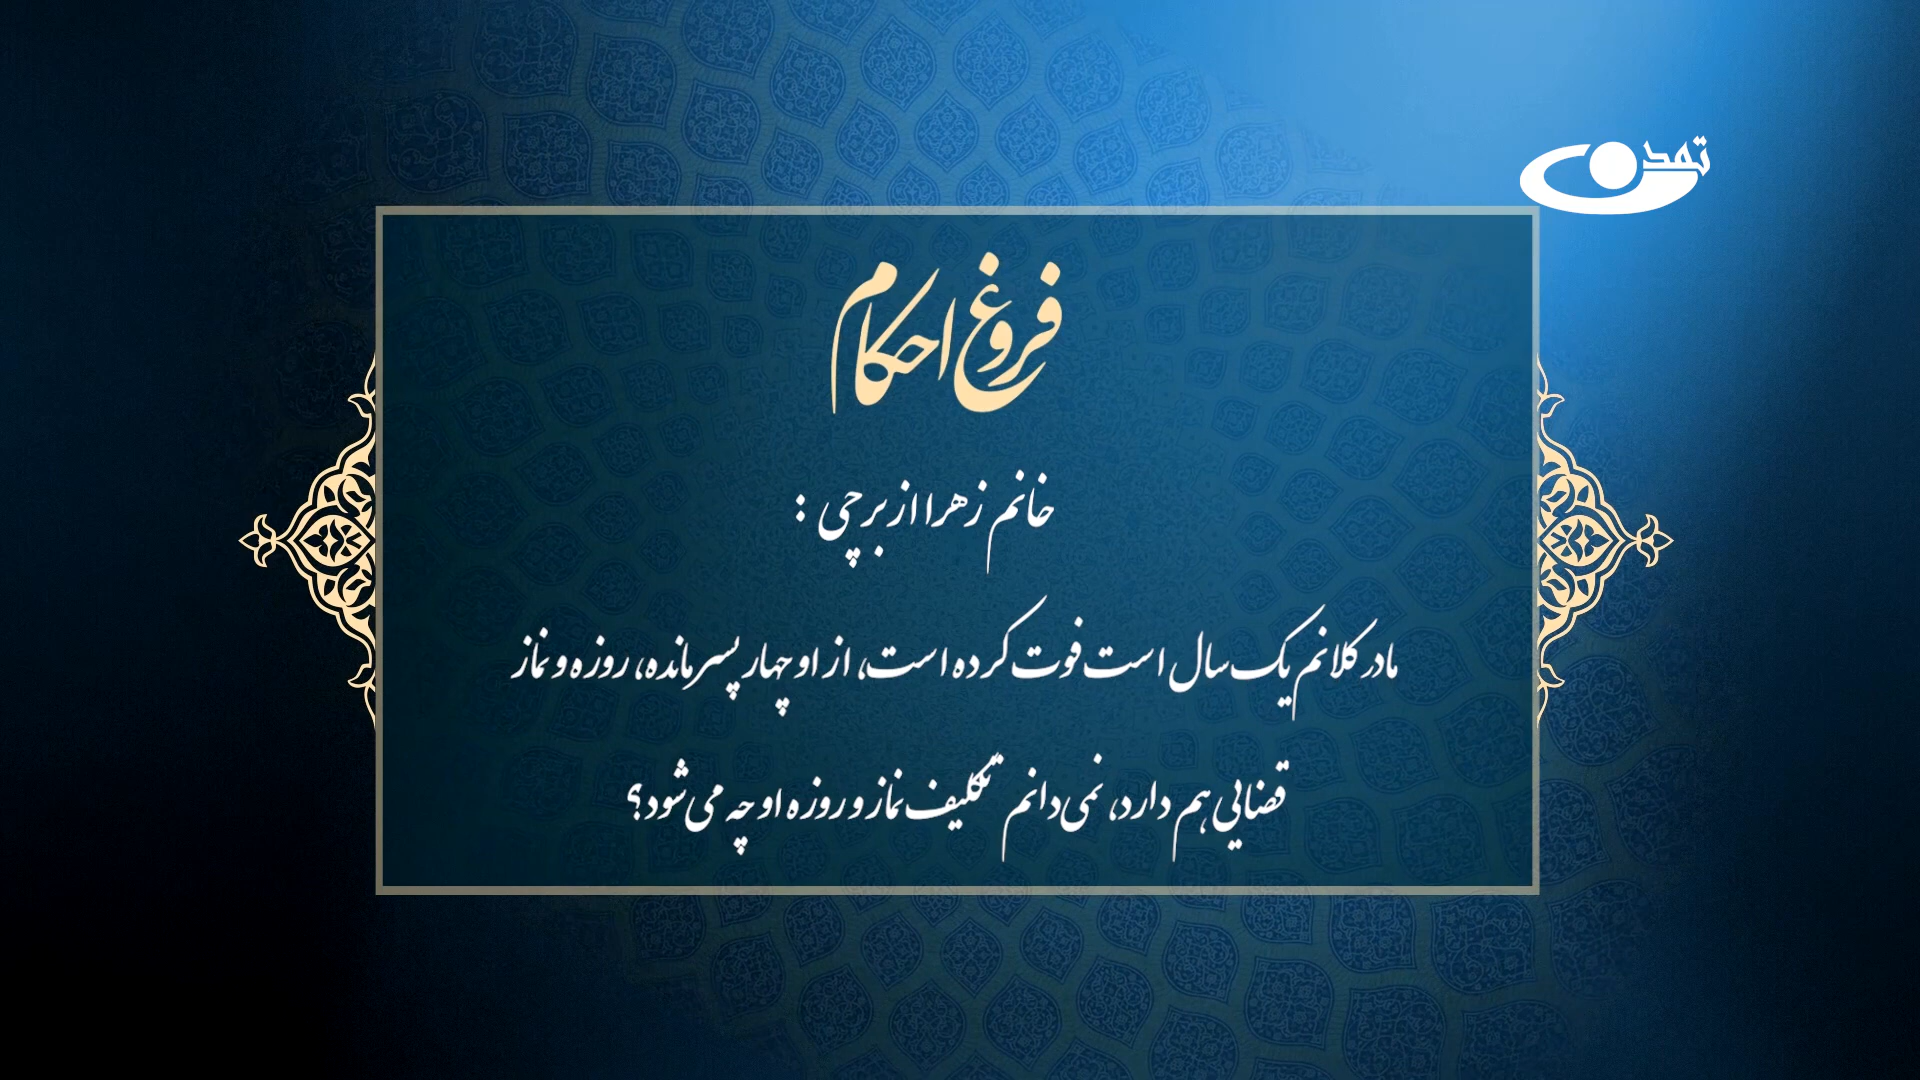 تمدن
فروغ احکام
خانم زهرا از برچی :
مادر کلانم یک سال است فوت کرده است، از او چهار پسر مانده، روزه و نماز
قضایی هم دارد، نمی‌دانم تکلیف نماز و روزه او چه می‌شود؟